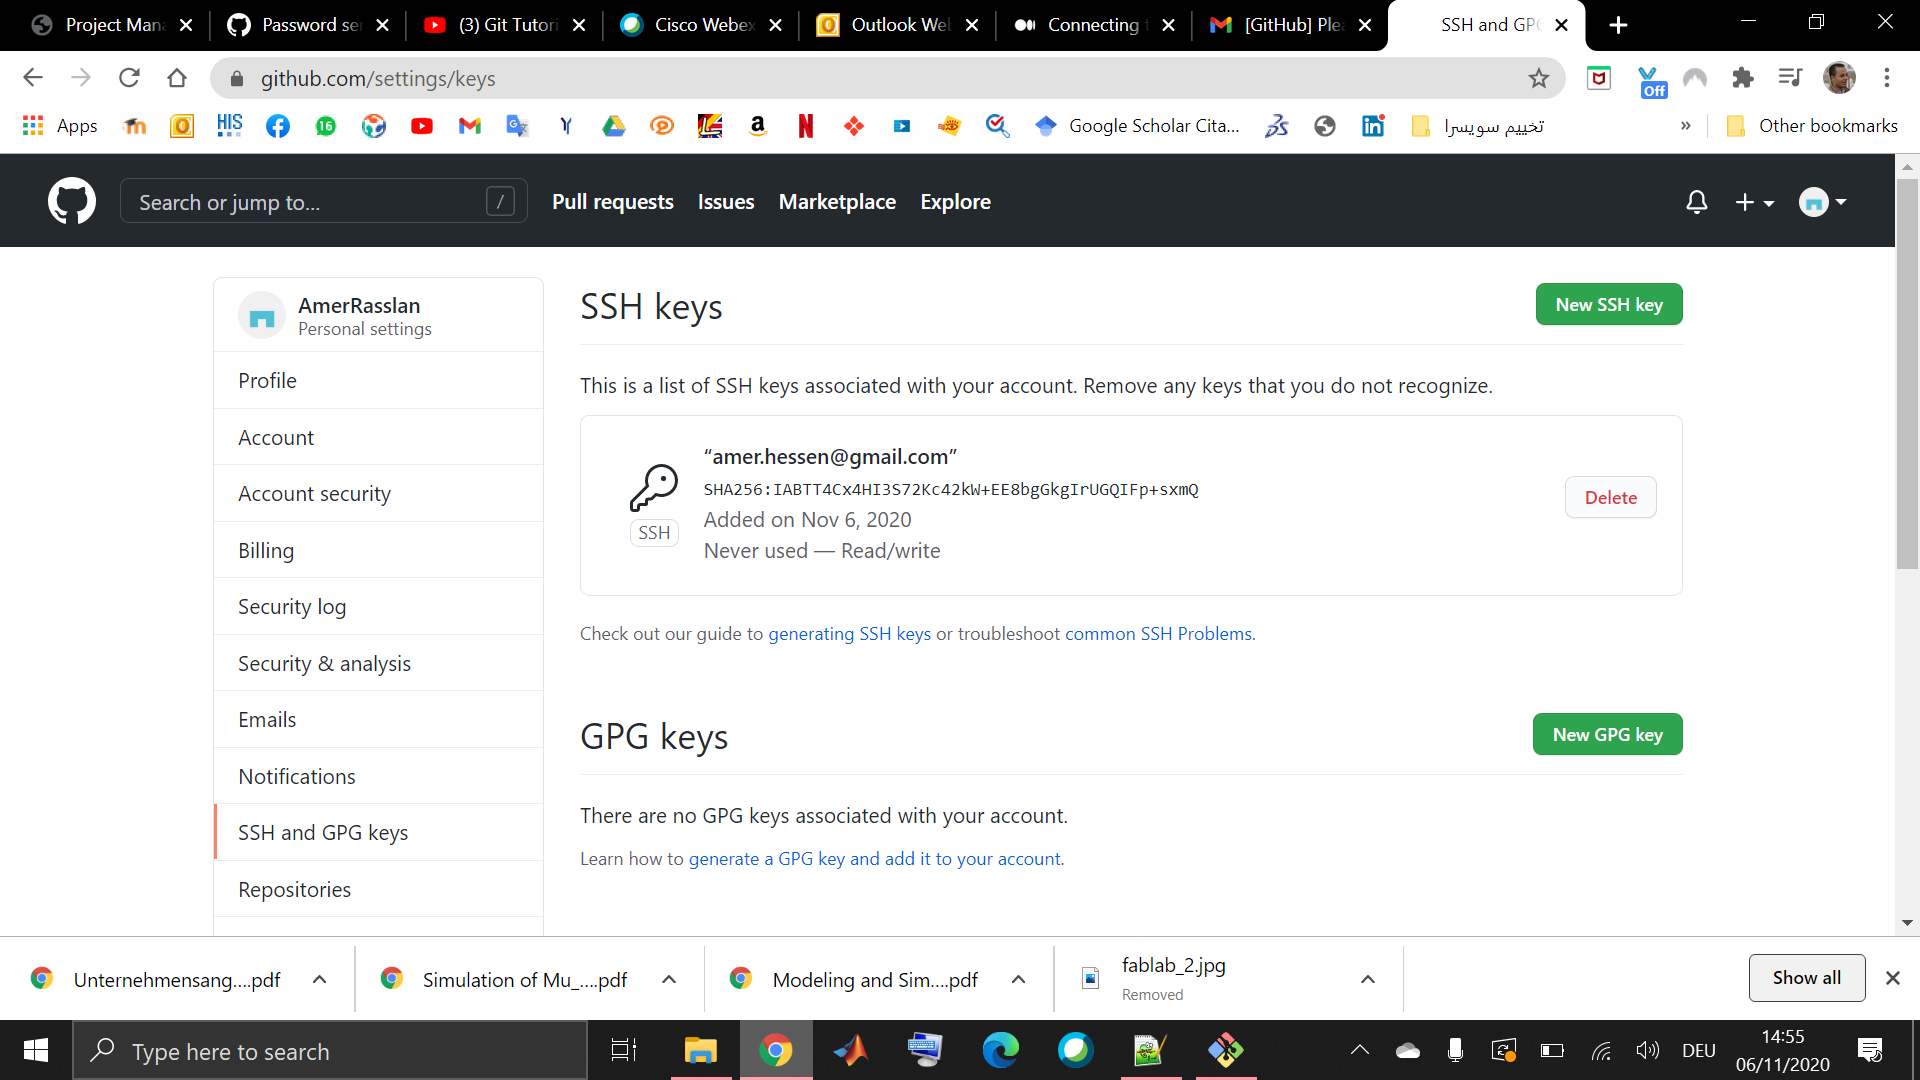 Project Man
Password se
(3) Git Tutori
Cisco Webex
Outlook We
Connecting
[GitHub] Ple
SSH and GP
github.com/settings/keys
Off
Apps
HIS
16
Google Scholar Cita...
تخييم سويسرا
»
Other bookmarks
Search or jump to...
/
Pull requests
Issues
Marketplace
Explore
AmerRasslan
Personal settings
Profile
Account
Account security
Billing
Security log
Security & analysis
Emails
Notifications
SSH and GPG keys
Repositories
SSH keys
New SSH key
This is a list of SSH keys associated with your account. Remove any keys that you do not recognize.
“amer.hessen@gmail.com”
SHA256:IABTT4Cx4HI3S72Kc42kW+EE8bgGkgIrUGQIFp+sxmQ
SSH
Added on Nov 6, 2020
Never used — Read/write
Delete
Check out our guide to generating SSH keys or troubleshoot common SSH Problems.
GPG keys
New GPG key
There are no GPG keys associated with your account.
Learn how to generate a GPG key and add it to your account.
Unternehmensang....pdf
Simulation of Mu_....pdf
Modeling and Sim....pdf
fablab_2.jpg
Removed
Show all
Type here to search
DEU
14:55
06/11/2020